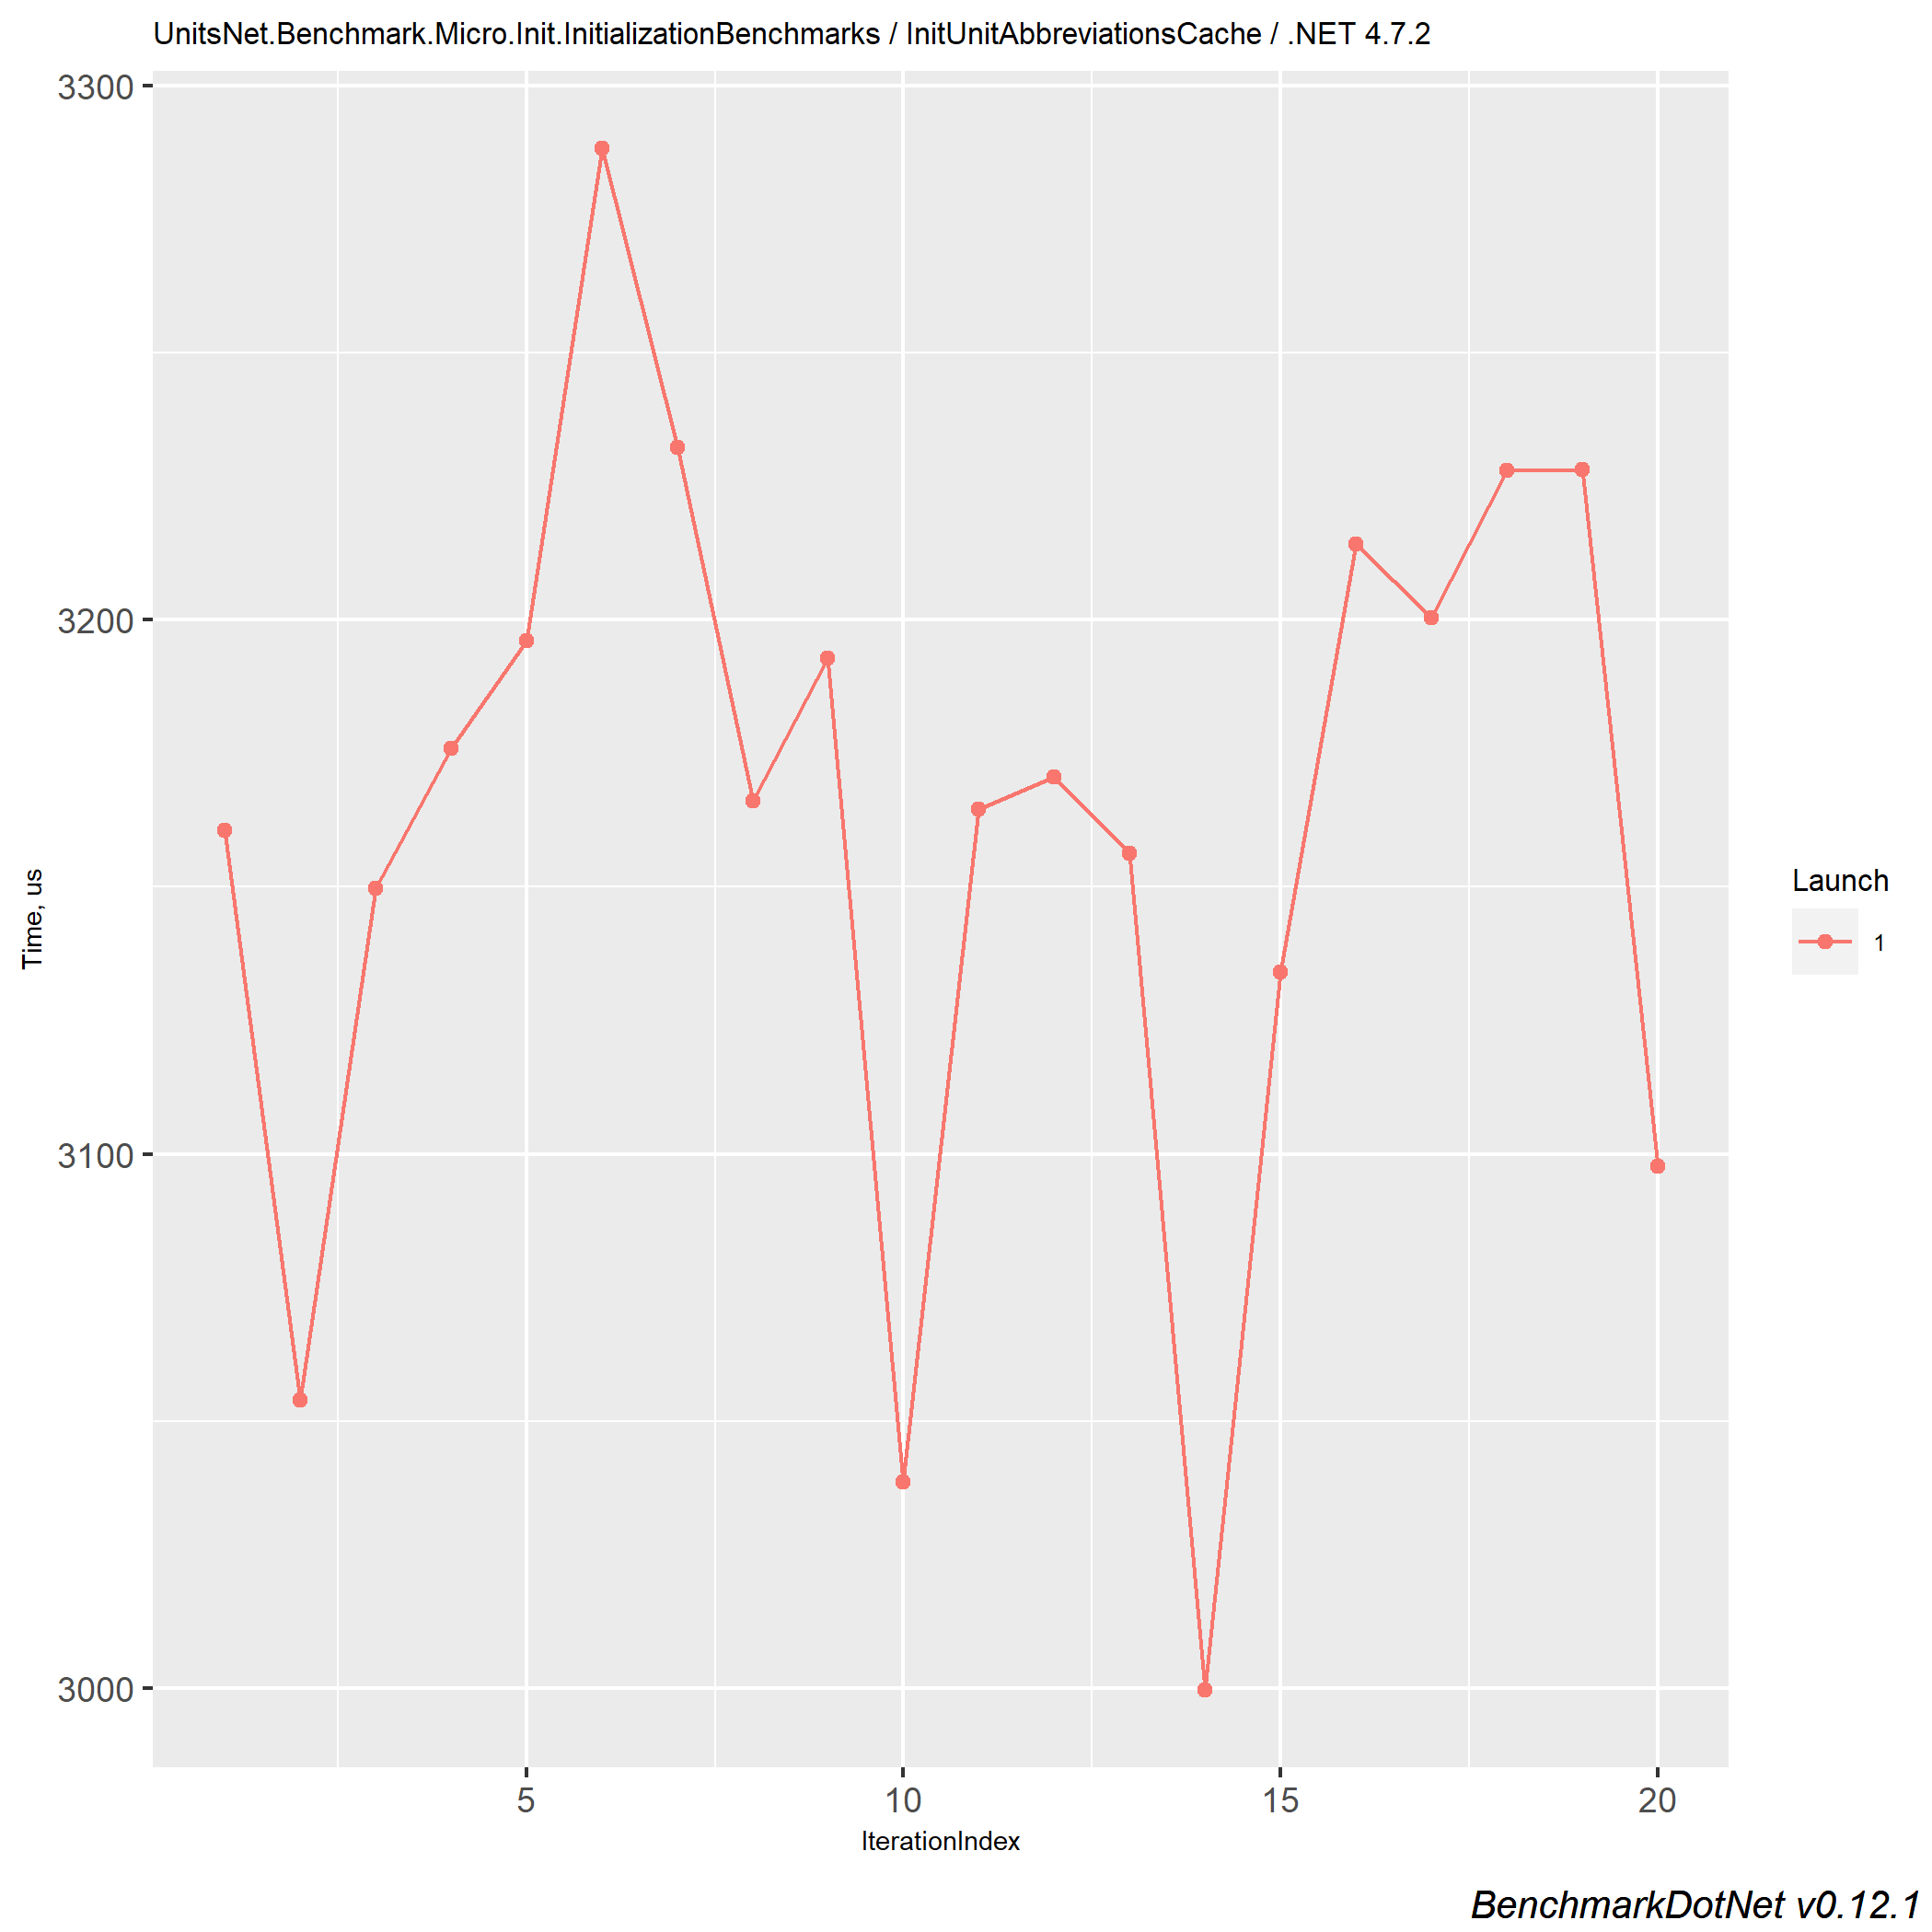 UnitsNet.Benchmark.Micro.Init.InitializationBenchmarks / InitUnitAbbreviationsCache / .NET 4.7.2
3300
3200
3100
3000
Time, us
5
10
15
20
IterationIndex
Launch
1
BenchmarkDotNet v0.12.1